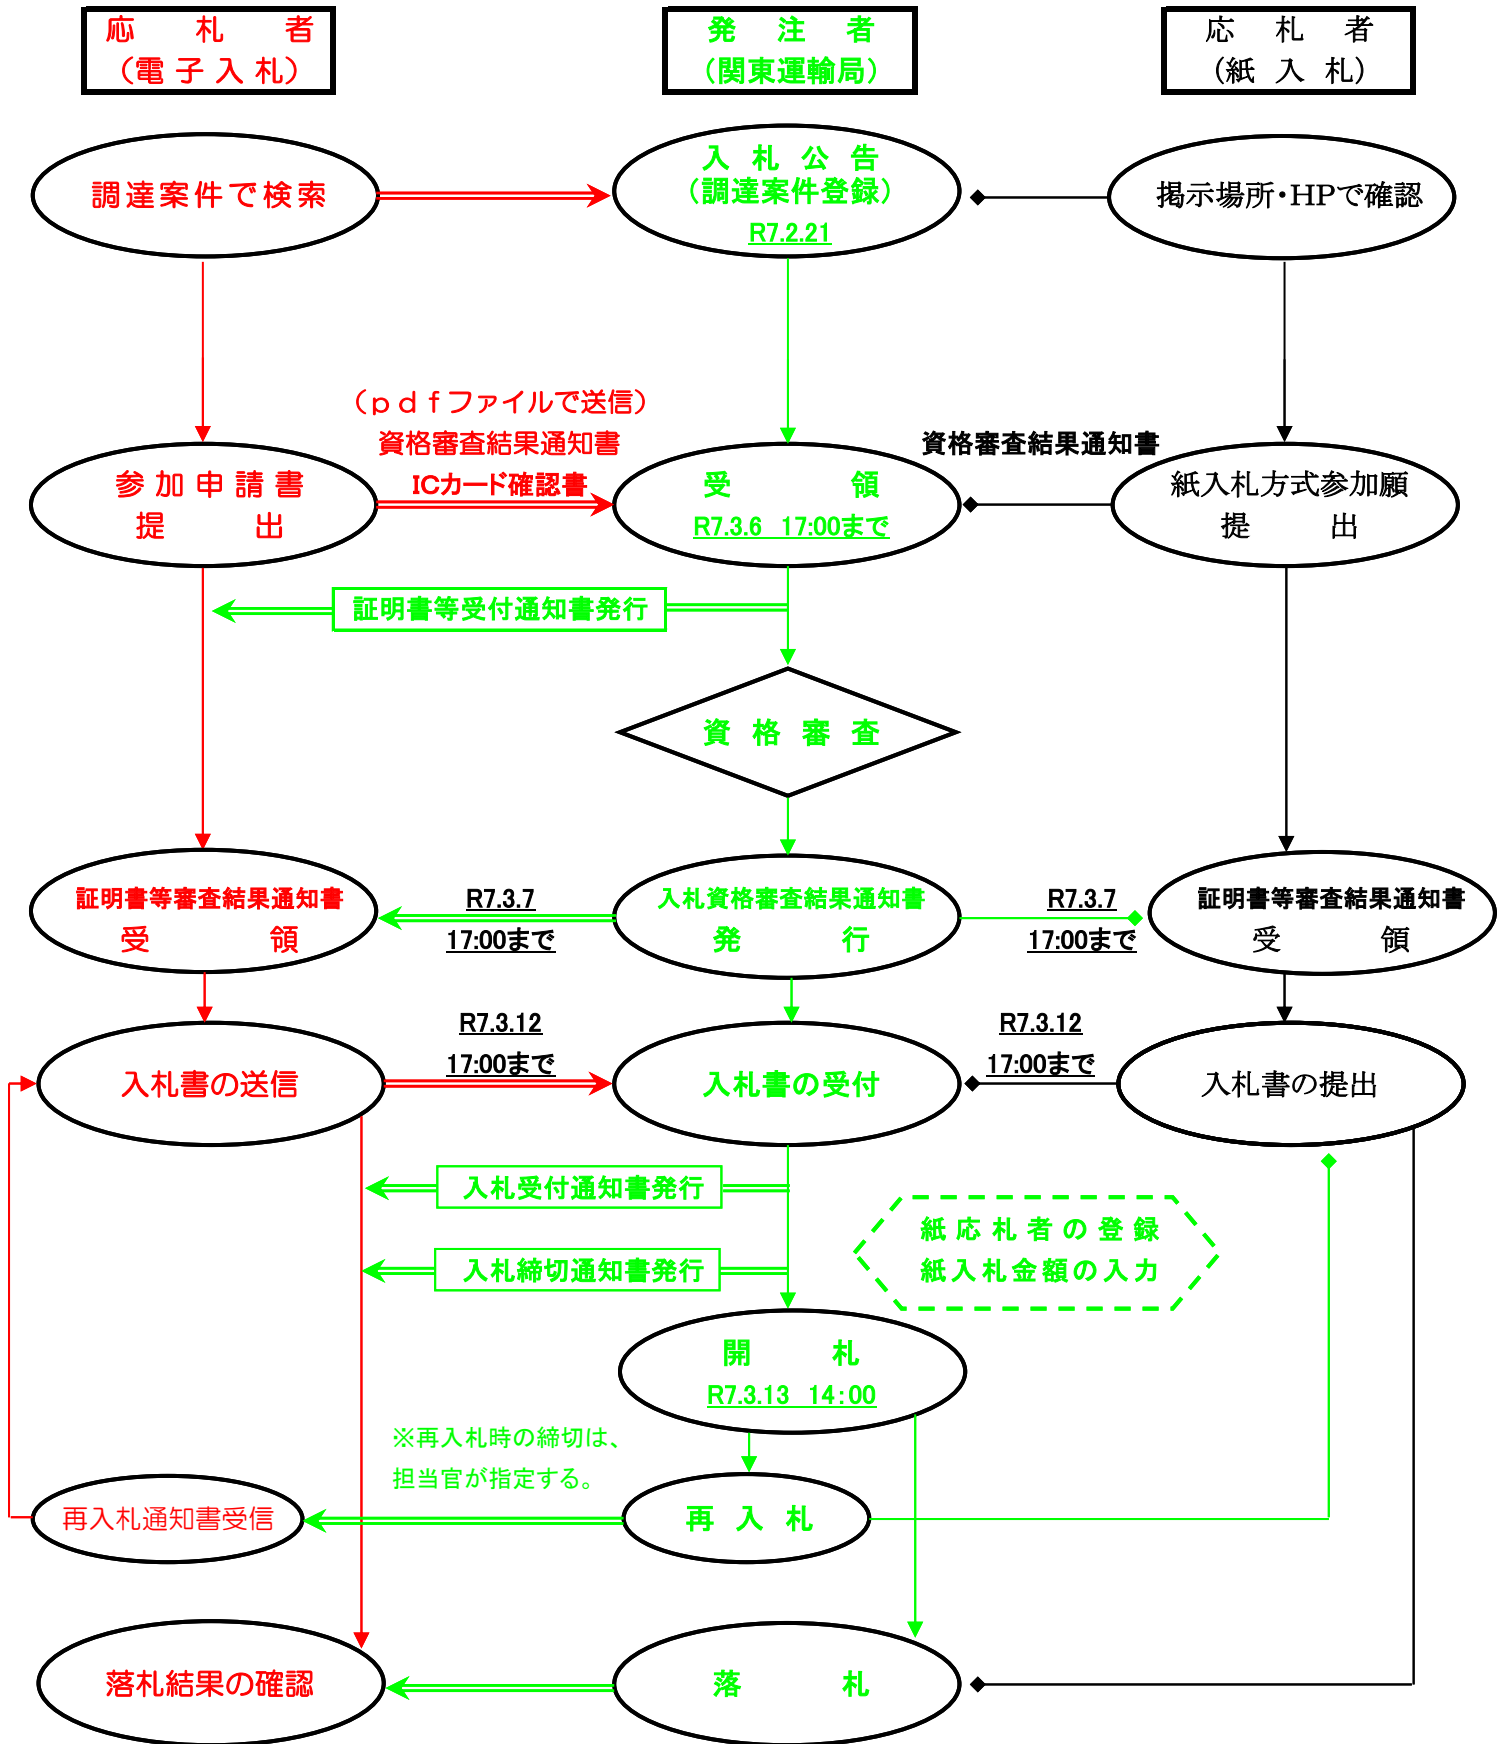 応札者
（電子入札）
発注者
（関東運輸局）
応札者
（紙入札）
調達案件で検索
入札公告
（調達案件登録）
R7.2.21
掲示場所・HPで確認
（ｐｄｆファイルで送信）
資格審査結果通知書
ICカード確認書
資格審査結果通知書
参加申請書
提出
受領
R7.3.6 17:00まで
紙入札方式参加願
提出
証明書等受付通知書発行
資格審査
証明書等審査結果通知書
受領
R7.3.7
17:00まで
入札資格審査結果通知書
発行
R7.3.7
17:00まで
証明書等審査結果通知書
受領
R7.3.12
17:00まで
R7.3.12
17:00まで
入札書の送信
入札書の受付
入札書の提出
入札受付通知書発行
紙応札者の登録
紙入札金額の入力
入札締切通知書発行
開札
R7.3.13 14：00
※再入札時の締切は、
担当官が指定する。
再入札通知書受信
再入札
落札結果の確認
落札